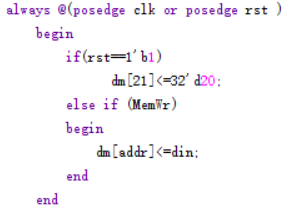 always @(posedge clk or posedge rst )
begin
if(rst==1'b1)
dm[21]<=32'd20;
else if (MemWr)
begin
dm[addr]<=din;
end
end